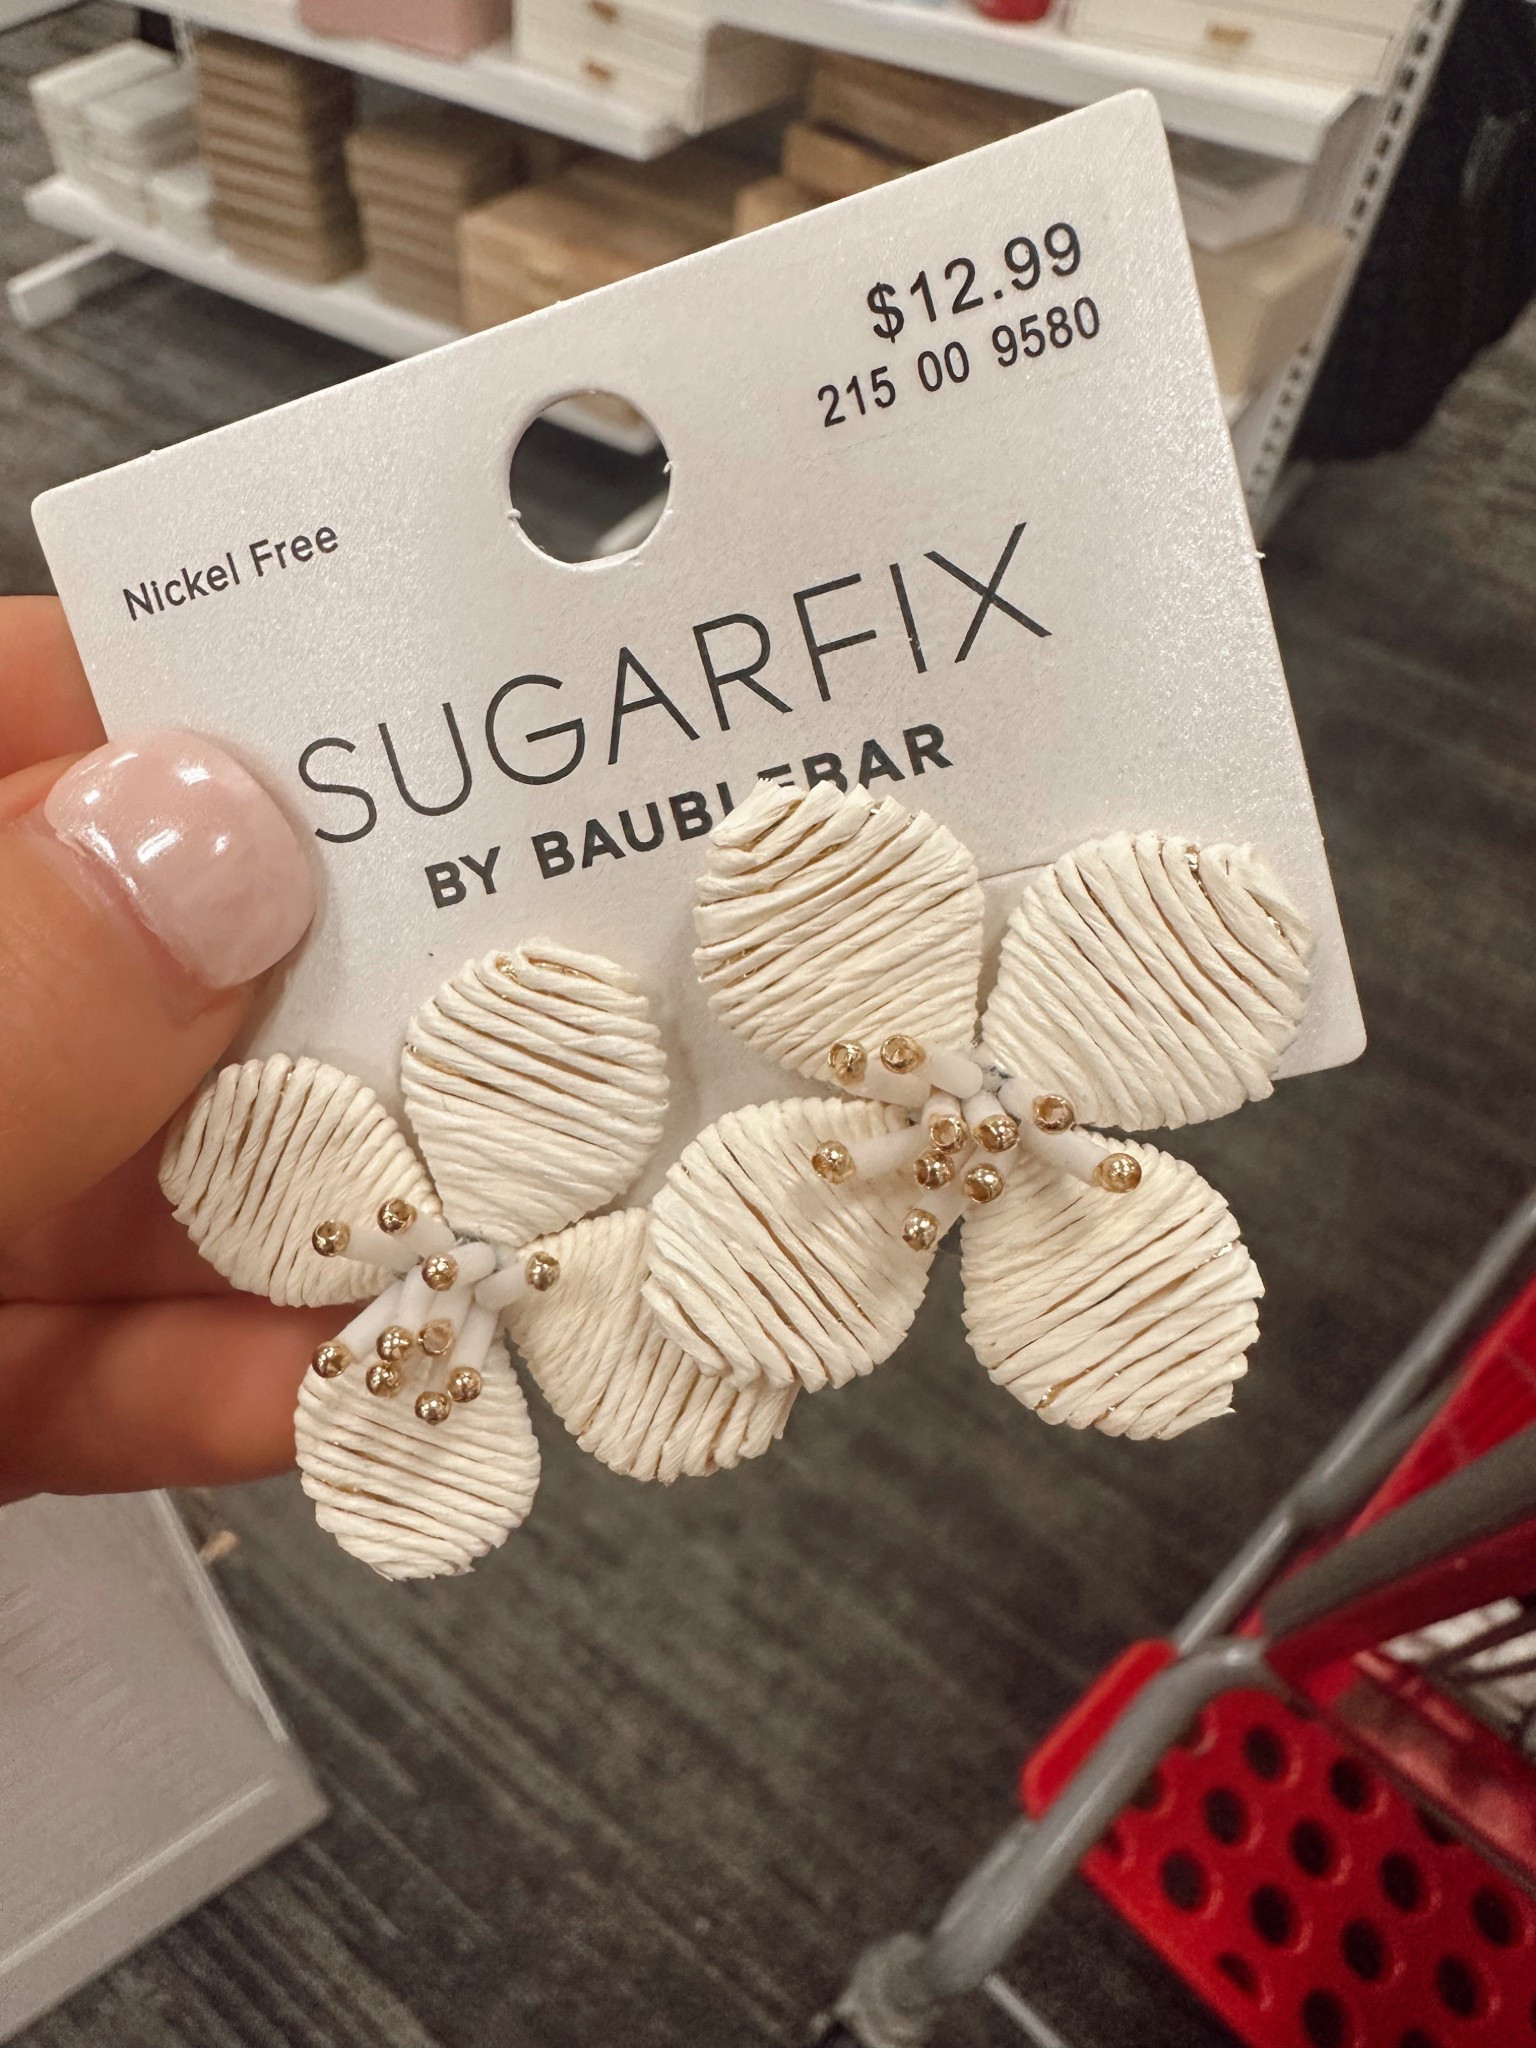 $12.99
215 00 9580
Nickel Free
SUGARFIX
BY BAUBLEBAR